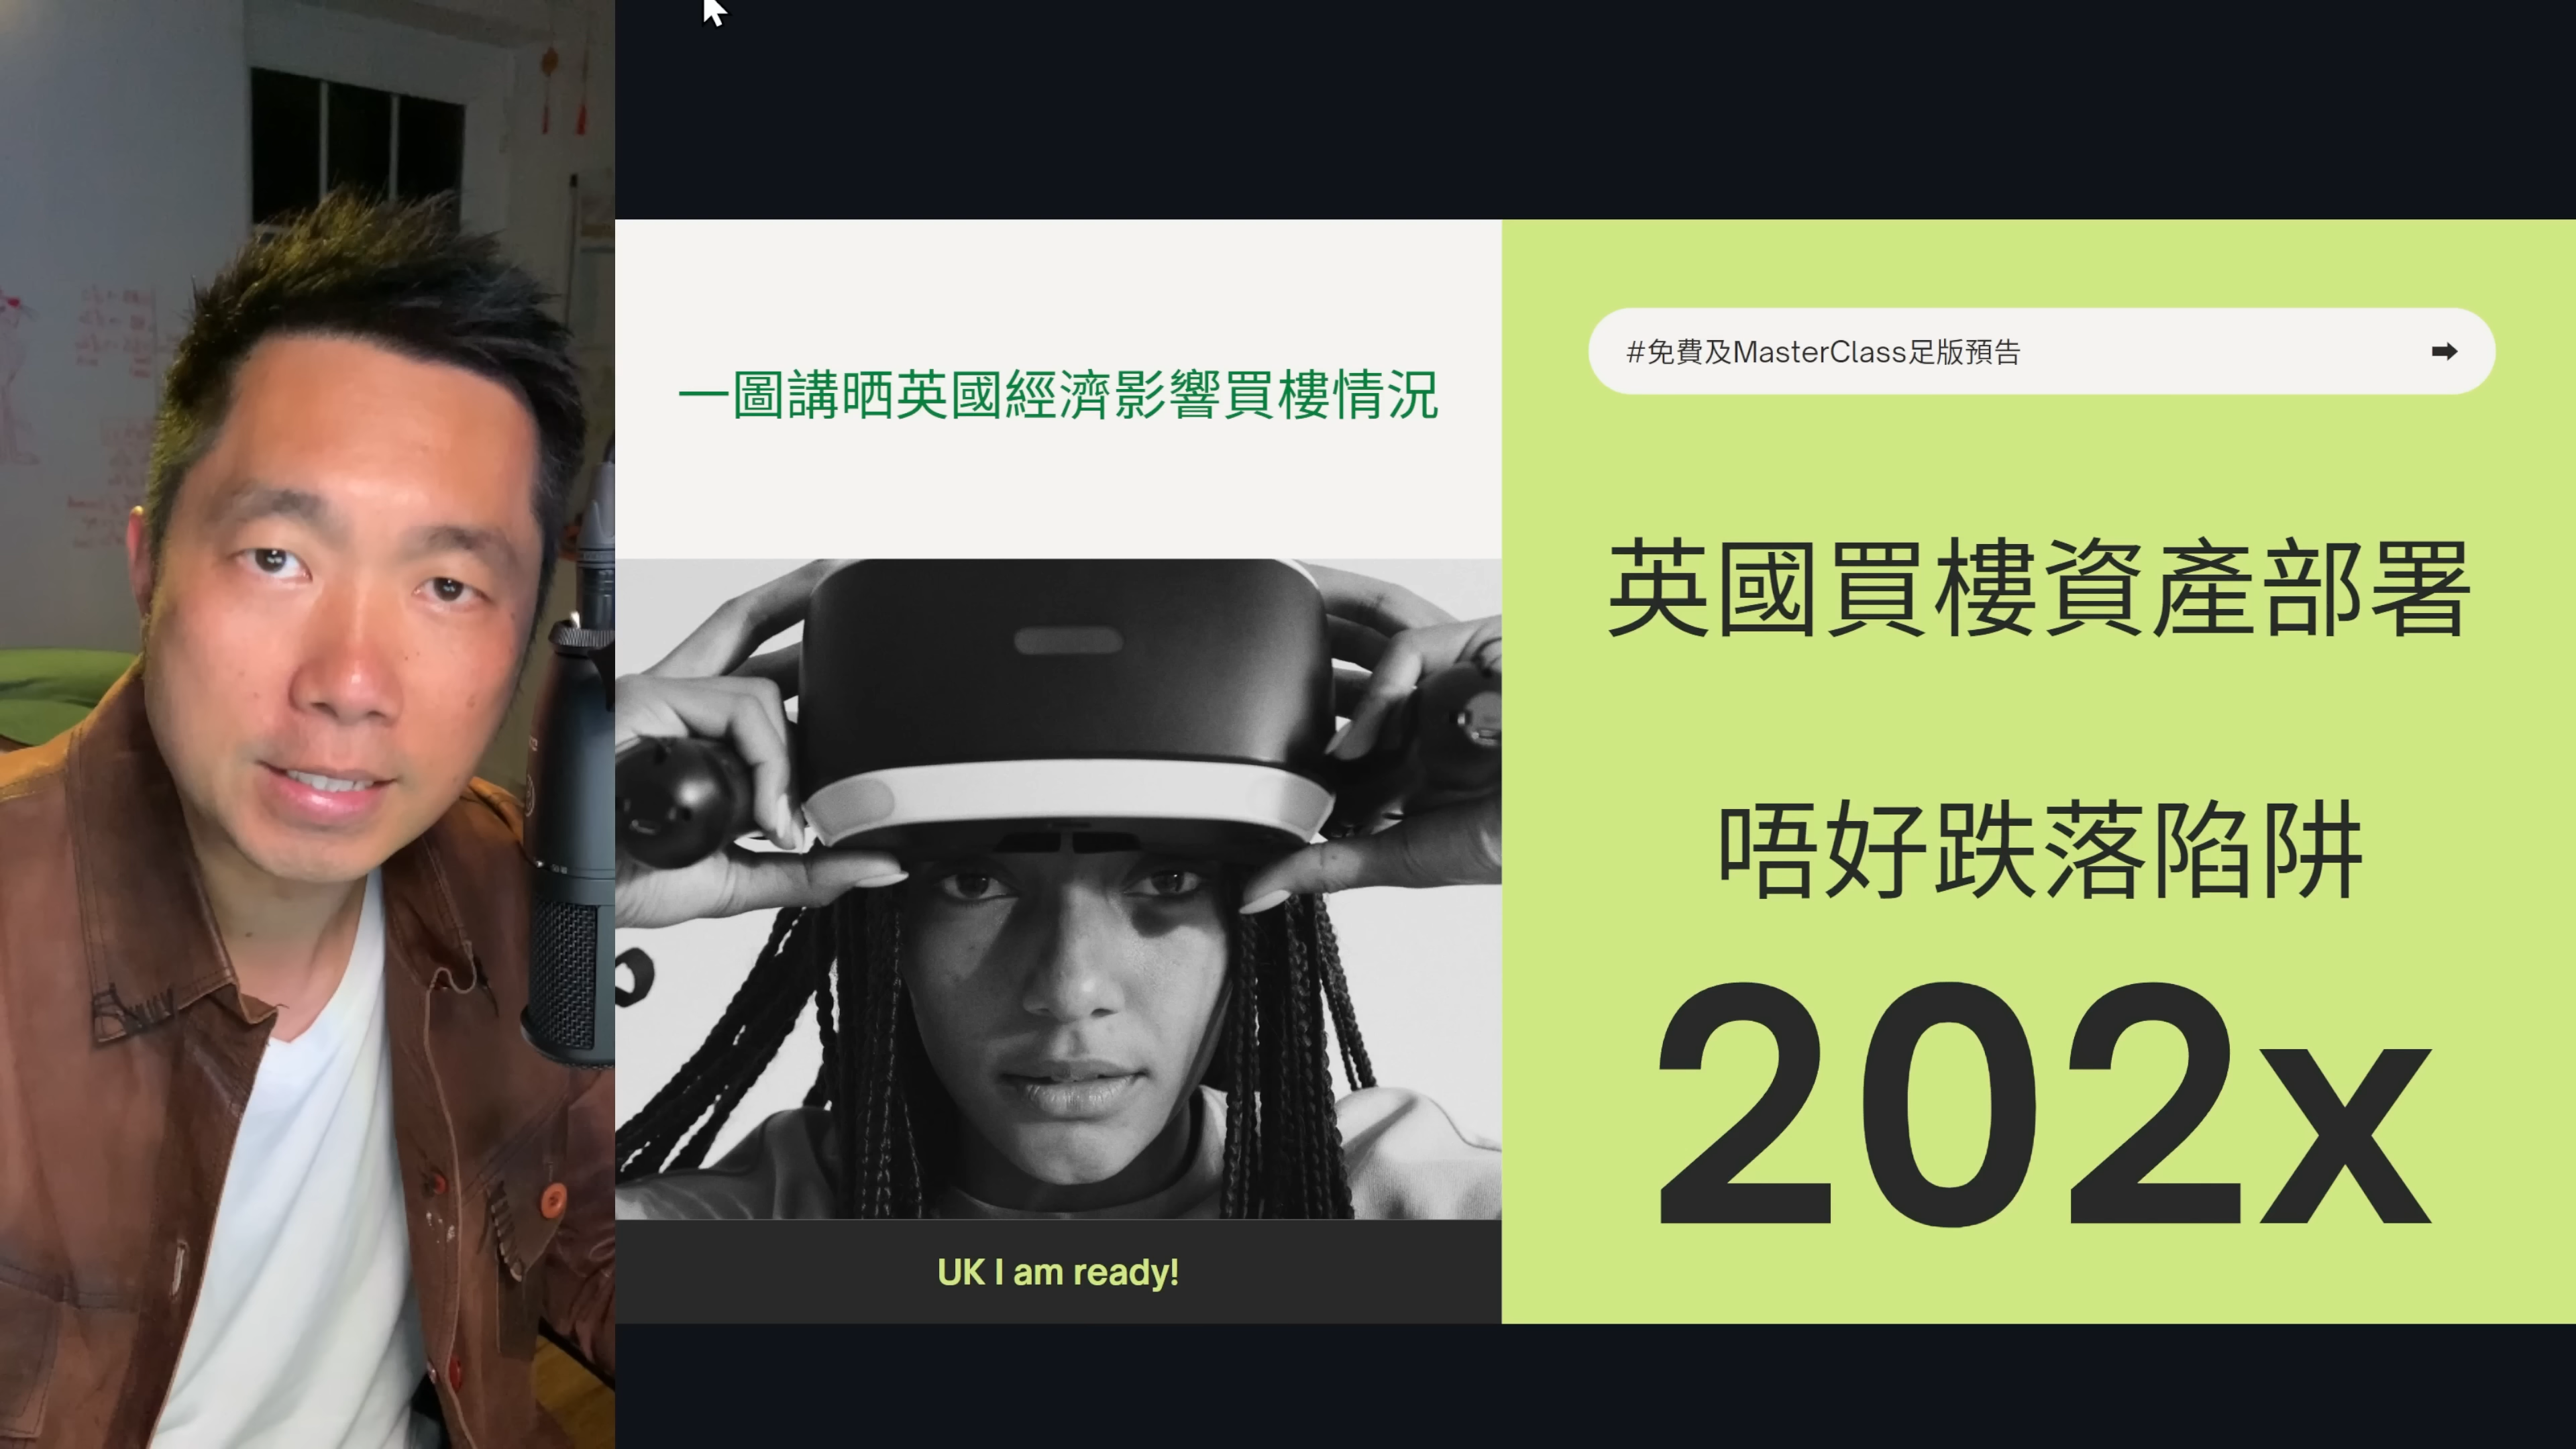 一圖講晒英國經濟影響買樓情況
UK I am ready!
#免費及MasterClass足版預告
英國買樓資產部署
唔好跌落陷阱
202x